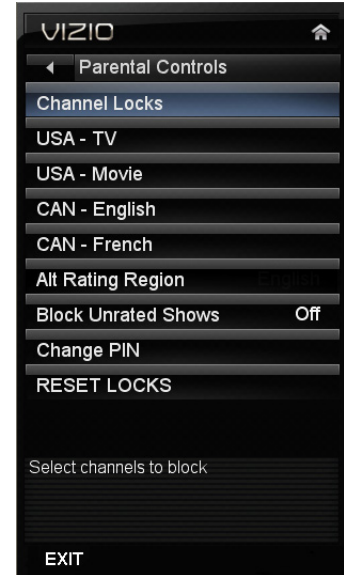 VIZIO
Parental Controls
Channel Locks
USA - TV
USA - Movie
CAN - English
CAN - French
Alt Rating Region English
Block Unrated Shows Off
Change PIN
RESET LOCKS
Select channels to block
EXIT